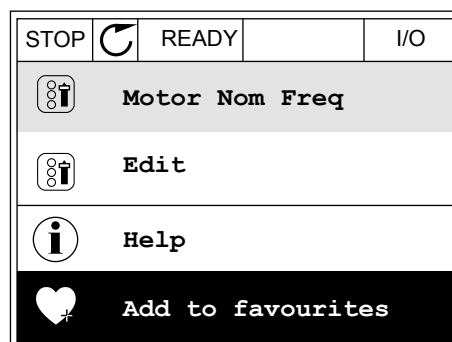 STOP READY I/O
Motor Nom Freq
Edit
Help
Add to favourites